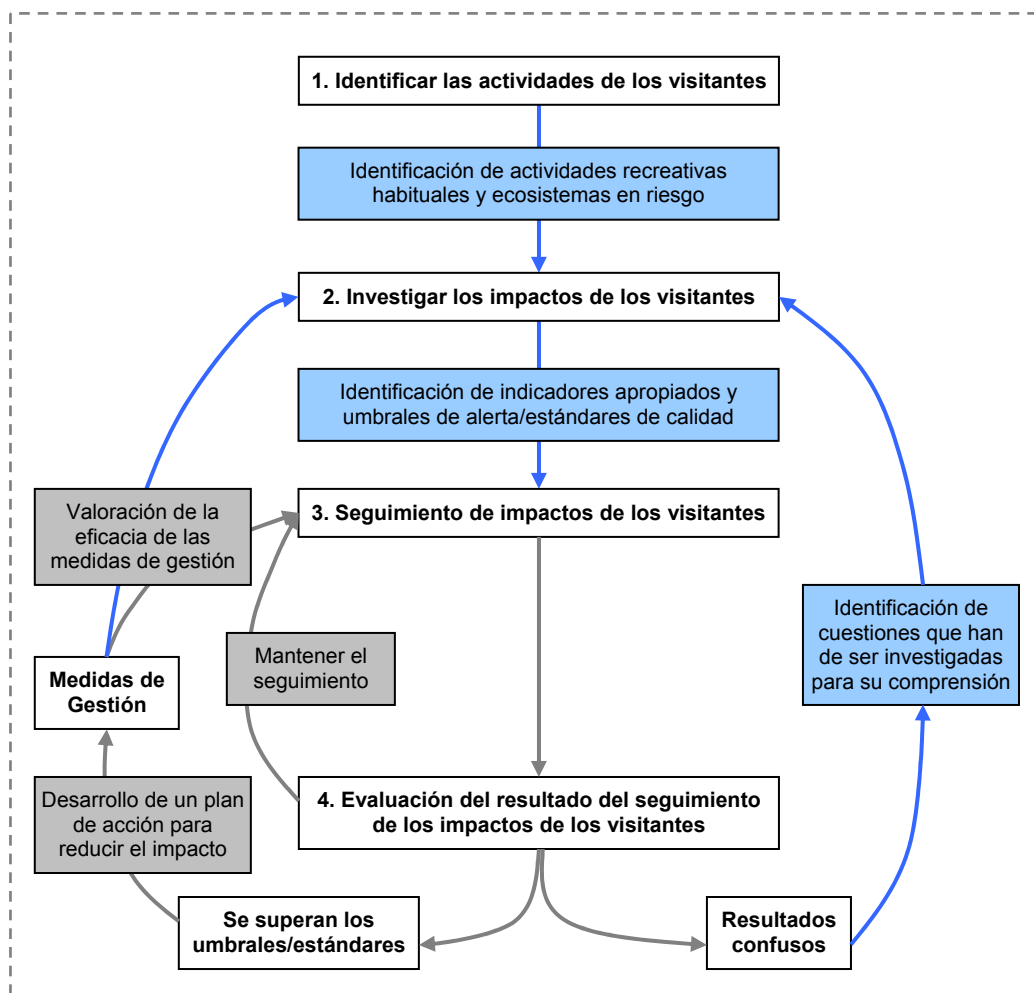 1. Identificar las actividades de los visitantes
Identificación de actividades recreativas
habituales y ecosistemas en riesgo
2. Investigar los impactos de los visitantes
Identificación de indicadores apropiados y
umbrales de alerta/estándares de calidad
Valoración de la
eficacia de las
medidas de gestión
3. Seguimiento de impactos de los visitantes
Identificación de
cuestiones que han
de ser investigadas
para su comprensión
Mantener el
seguimiento
Medidas de
Gestión
Desarrollo de un plan
de acción para
reducir el impacto
4. Evaluación del resultado del seguimiento
de los impactos de los visitantes
Se superan los
umbrales/estándares
Resultados
confusos